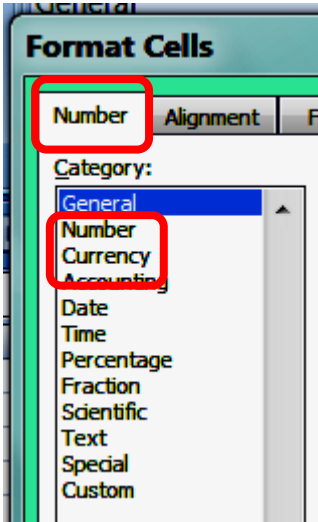 General
Format Cells
Number Alignment F
Category:
General
Number
Currency
Accounting
Date
Time
Percentage
Fraction
Scientific
Text
Special
Custom